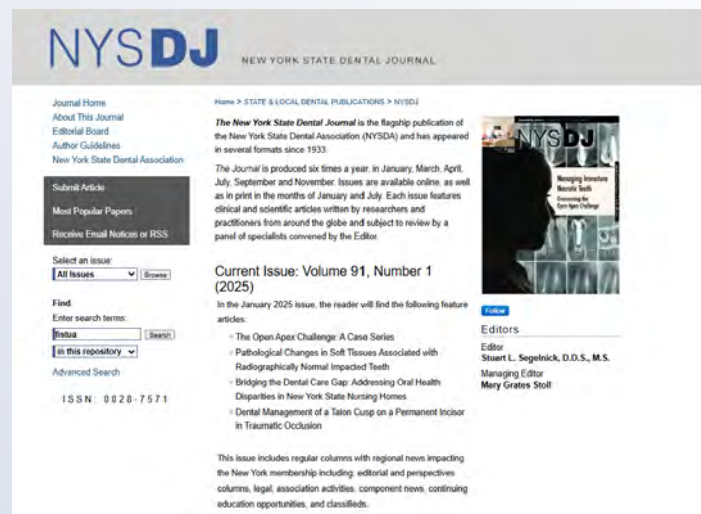 NYSDJ NEW YORK STATE DENTAL JOURNAL
Journal Home
About This Journal
Editorial Board
Author Guidelines
New York State Dental Association
Submit Article
Most Popular Papers
Receive Email Notices or RSS
Select an issue:
All Issues Browse
Find
Enter search terms:
fistua Search
in this repository
Advanced Search
ISSN: 0028-7571
Home > STATE & LOCAL DENTAL PUBLICATIONS > NYSDJ
The New York State Dental Journal is the flagship publication of
the New York State Dental Association (NYSDA) and has appeared
in several formats since 1933.
The Journal is produced six times a year, in January, March, April,
July, September and November. Issues are available online, as well
as in print in the months of January and July. Each issue features
clinical and scientific articles written by researchers and
practitioners from around the globe and subject to review by a
panel of specialists convened by the Editor.
Current Issue: Volume 91, Number 1
(2025)
In the January 2025 issue, the reader will find the following feature
articles:
The Open Apex Challenge: A Case Series
Pathological Changes in Soft Tissues Associated with
Radiographically Normal Impacted Teeth
Bridging the Dental Care Gap: Addressing Oral Health
Disparities in New York State Nursing Homes
Dental Management of a Talon Cusp on a Permanent Incisor
in Traumatic Occlusion
This issue includes regular columns with regional news impacting
the New York membership including: editorial and perspectives
columns, legal, association activities, component news, continuing
education opportunities, and classifieds.
NYSDJ
Managing Immature
Necrotic Teeth
Overcoming the
Open Apex Challenge
Follow
Editors
Editor
Stuart L. Segelnick, D.D.S., M.S.
Managing Editor
Mary Grates Stoll